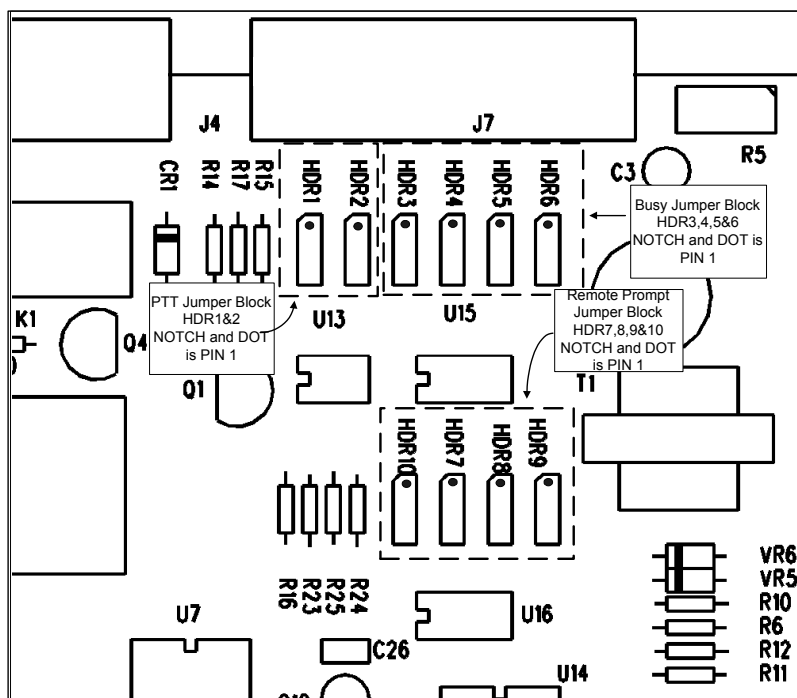 J4
J7
R5
CR1
R14
R17
R15
HDR1
HDR2
HDR3
HDR4
HDR5
HDR6
C3
Busy Jumper Block
HDR3,4,5&6
NOTCH and DOT is
PIN 1
PTT Jumper Block
HDR1&2
NOTCH and DOT
is PIN 1
Remote Prompt
Jumper Block
HDR7,8,9&10
NOTCH and DOT
is PIN 1
K1
Q4
U13
U15
Q1
T1
HDR10
HDR7
HDR8
HDR9
R16
R23
R25
R24
VR6
VR5
R10
R6
R12
R11
U7
U16
C26
U14